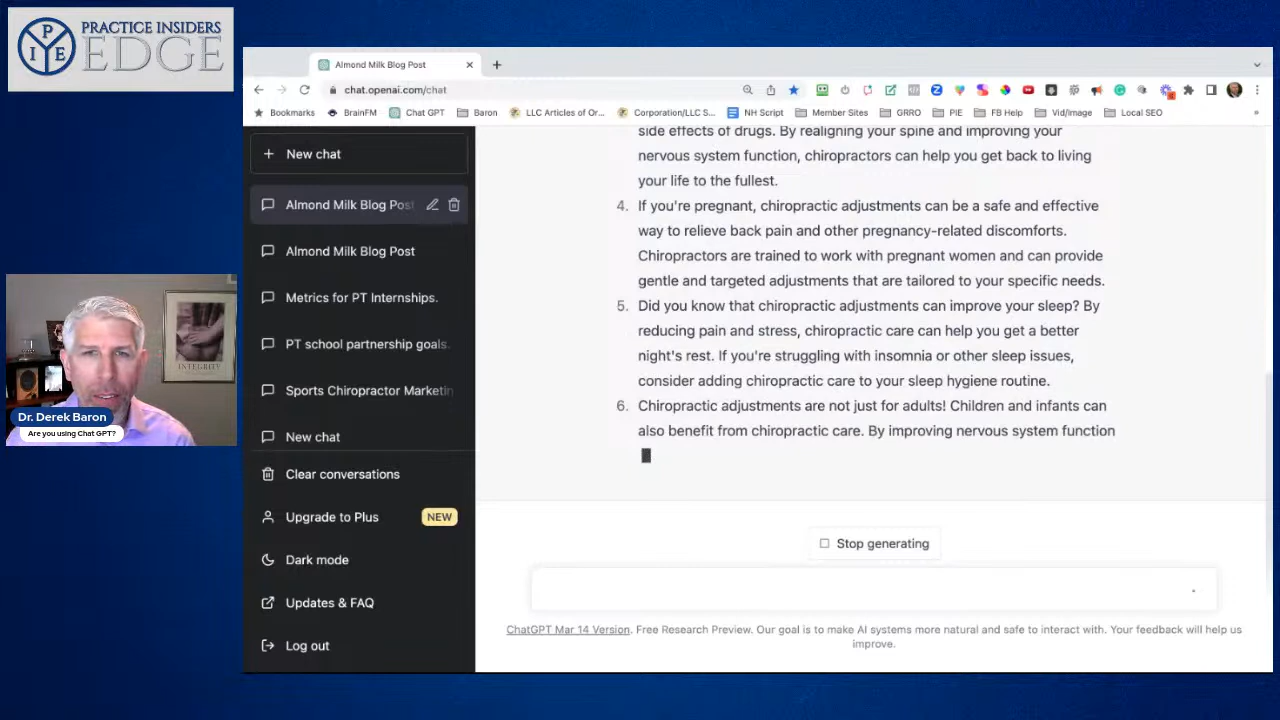 PRACTICE INSIDERS
EDGE
P
I E
Almond Milk Blog Post
chat.openai.com/chat
Bookmarks
BrainFM
Chat GPT
Baron
LLC Articles of Or...
Corporation/LLC S...
NH Script
Member Sites
GRRO
PIE
FB Help
Vid/Image
Local SEO
»
New chat
Almond Milk Blog Post
Almond Milk Blog Post
Metrics for PT Internships.
PT school partnership goals.
Sports Chiropractor Marketin
New chat
Clear conversations
Upgrade to Plus
NEW
Dark mode
Updates & FAQ
Log out
side effects of drugs. By realigning your spine and improving your
nervous system function, chiropractors can help you get back to living
your life to the fullest.
4. If you're pregnant, chiropractic adjustments can be a safe and effective
way to relieve back pain and other pregnancy-related discomforts.
Chiropractors are trained to work with pregnant women and can provide
gentle and targeted adjustments that are tailored to your specific needs.
5. Did you know that chiropractic adjustments can improve your sleep? By
reducing pain and stress, chiropractic care can help you get a better
night's rest. If you're struggling with insomnia or other sleep issues,
consider adding chiropractic care to your sleep hygiene routine.
6. Chiropractic adjustments are not just for adults! Children and infants can
also benefit from chiropractic care. By improving nervous system function
Stop generating
ChatGPT Mar 14 Version. Free Research Preview. Our goal is to make AI systems more natural and safe to interact with. Your feedback will help us
improve.
INTEGRITY
Dr. Derek Baron
Are you using Chat GPT?